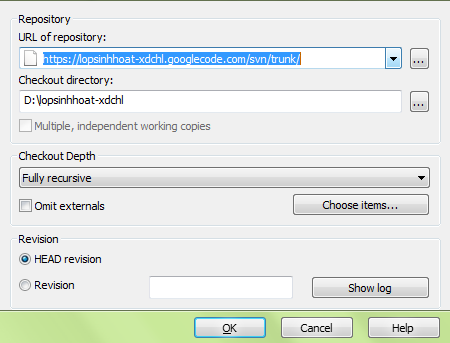 Repository
URL of repository:
https://lopsinhhoat-xdchl.googlecode.com/svn/trunk/
...
Checkout directory:
D:\lopsinhhoat-xdchl
...
Multiple, independent working copies
Checkout Depth
Fully recursive
Omit externals
Choose items...
Revision
HEAD revision
Revision
Show log
OK
Cancel
Help